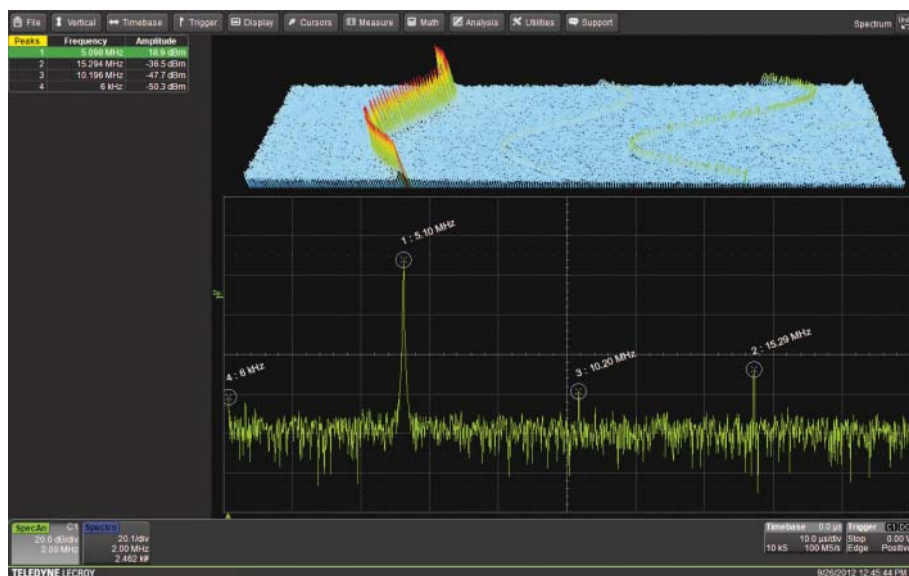 File Vertical Timebase Trigger Display Cursors Measure Math Analysis Utilities Support Spectrum
Peaks Frequency Amplitude
1 5.098 MHz 18.9 dBm
2 15.294 MHz -36.5 dBm
3 10.196 MHz -47.7 dBm
4 6 kHz -50.3 dBm
1 : 5.10 MHz
2 : 15.29 MHz
3 : 10.20 MHz
4 : 6 kHz
SpecAn C1 Spectro
20.0 dB/div 20.1/div
2.00 MHz 2.00 MHz
2.462 k#
Timebase 0.0 µs Trigger C1 DC
10.0 µs/div Stop 0.00 V
10 kS 100 MS/s Edge Positive
TELEDYNE LECROY 9/26/2012 12:45:44 PM